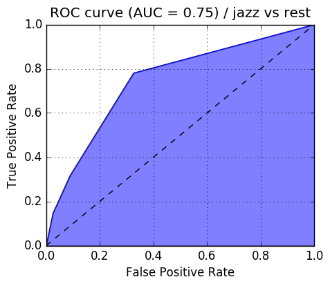 ROC curve (AUC = 0.75) / jazz vs rest
1.0
0.8
0.6
0.4
0.2
0.0
True Positive Rate
0.0 0.2 0.4 0.6 0.8 1.0
False Positive Rate